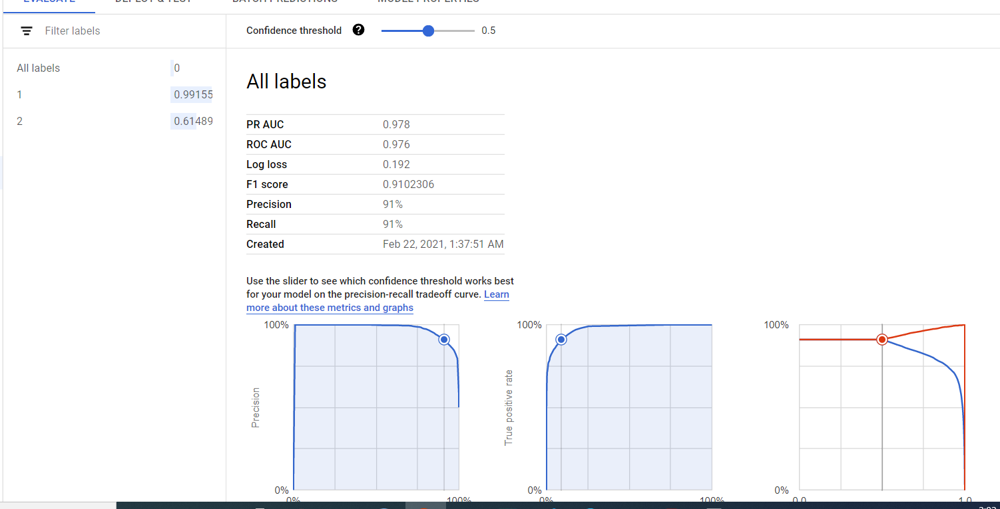 EVALUATE DEPLOY & TEST BATCH PREDICTIONS MODEL PROPERTIES
Filter labels
Confidence threshold ? 0.5
All labels 0
1 0.99155
2 0.61489
All labels
PR AUC 0.978
ROC AUC 0.976
Log loss 0.192
F1 score 0.9102306
Precision 91%
Recall 91%
Created Feb 22, 2021, 1:37:51 AM
Use the slider to see which confidence threshold works best
for your model on the precision-recall tradeoff curve. Learn
more about these metrics and graphs
100%
Precision
0%
0% 100%
100%
True positive rate
0%
0% 100%
100%
0%
0.0 1.0